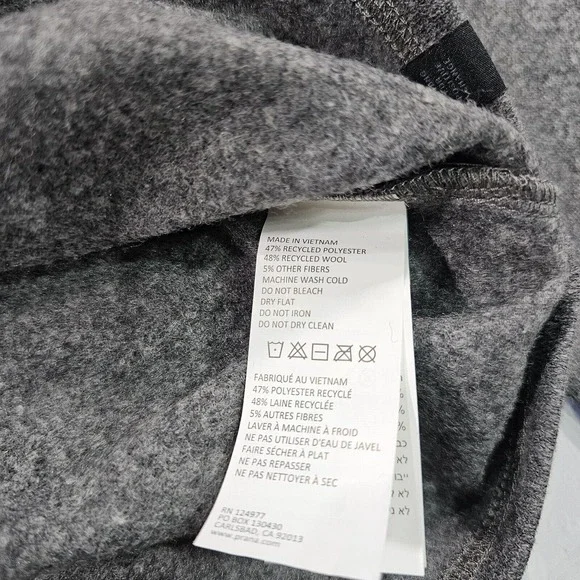 MADE IN VIETNAM
47% RECYCLED POLYESTER
48% RECYCLED WOOL
5% OTHER FIBERS
MACHINE WASH COLD
DO NOT BLEACH
DRY FLAT
DO NOT IRON
DO NOT DRY CLEAN
FABRIQUÉ AU VIETNAM
47% POLYESTER RECYCLÉ
48% LAINE RECYCLÉE
5% AUTRES FIBRES
LAVER À MACHINE À FROID
NE PAS UTILISER D'EAU DE JAVEL
FAIRE SÉCHER À PLAT
NE PAS REPASSER
NE PAS NETTOYER À SEC
RN 124977
PO BOX 130430
CARLSBAD, CA 92013
www.prana.com